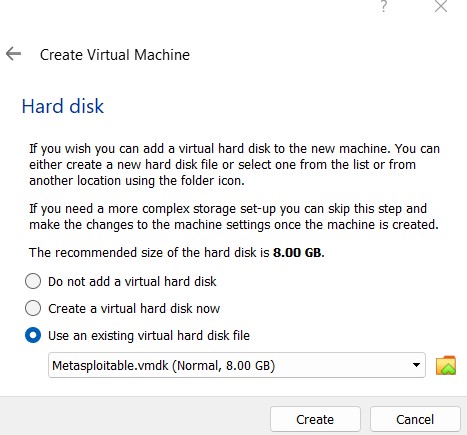 ?
Create Virtual Machine
Hard disk
If you wish you can add a virtual hard disk to the new machine. You can
either create a new hard disk file or select one from the list or from
another location using the folder icon.
If you need a more complex storage set-up you can skip this step and
make the changes to the machine settings once the machine is created.
The recommended size of the hard disk is 8.00 GB.
Do not add a virtual hard disk
Create a virtual hard disk now
Use an existing virtual hard disk file
Metasploitable.vmdk (Normal, 8.00 GB)
Create Cancel